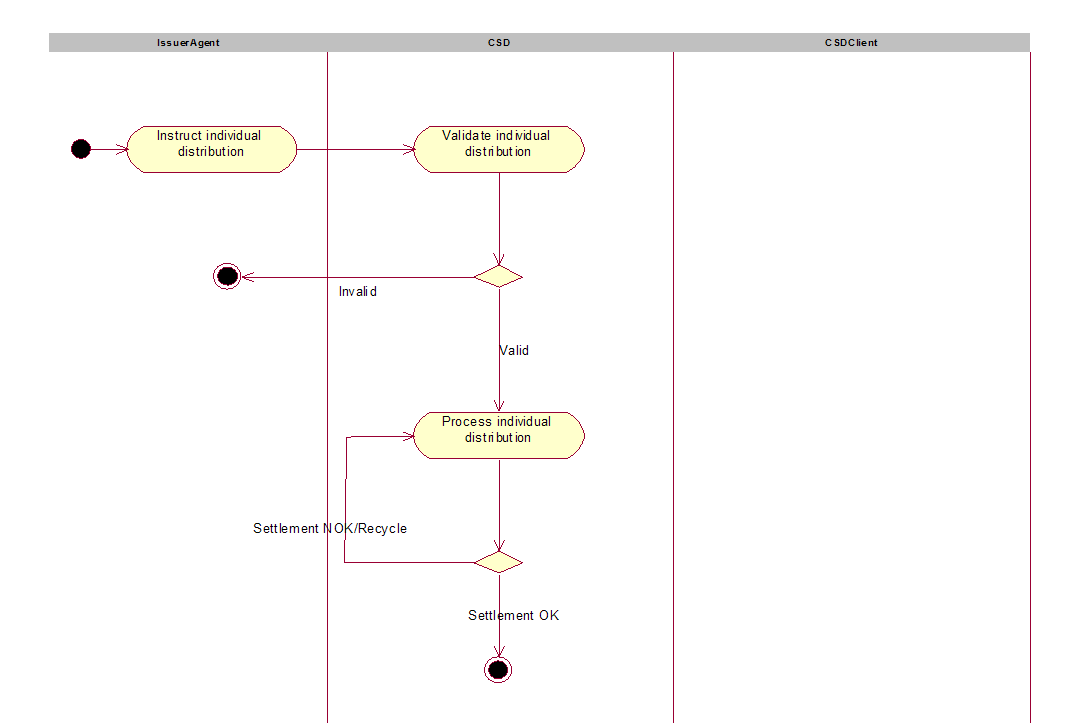 IssuerAgent
CSD
CSDClient
Instruct individual
distribution
Validate individual
distribution
Invalid
Valid
Process individual
distribution
Settlement NOK/Recycle
Settlement OK